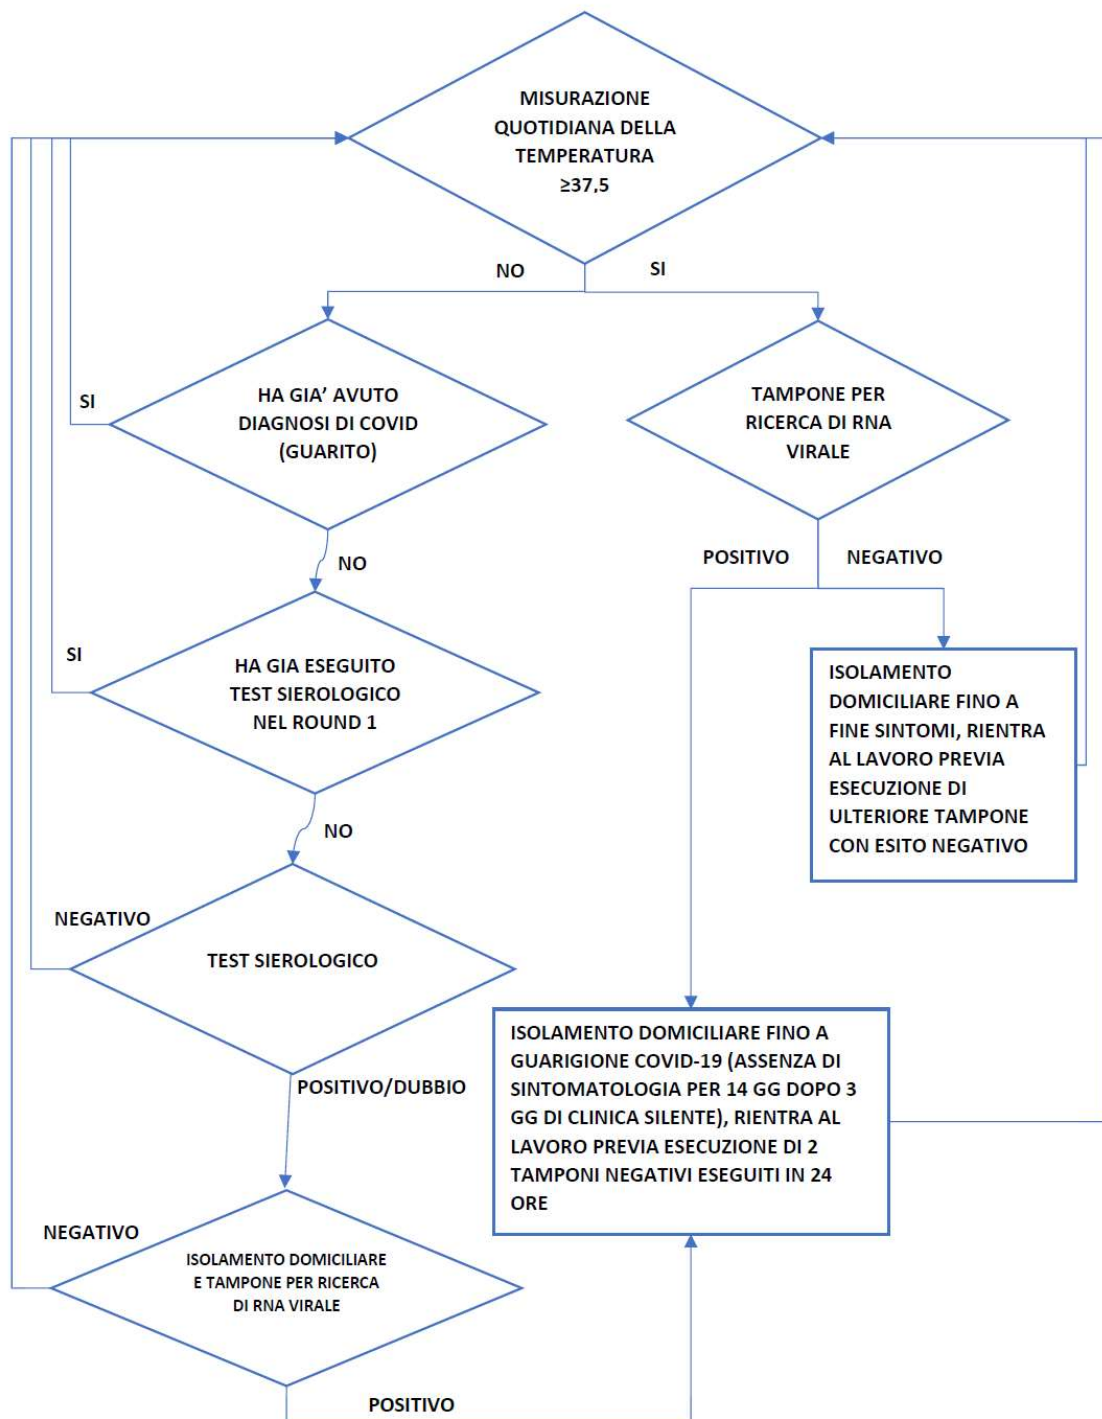 MISURAZIONE
QUOTIDIANA DELLA
TEMPERATURA
≥37,5
NO
SI
HA GIA’ AVUTO
DIAGNOSI DI COVID
(GUARITO)
SI
TAMPONE PER
RICERCA DI RNA
VIRALE
NO
POSITIVO
NEGATIVO
HA GIA ESEGUITO
TEST SIEROLOGICO
NEL ROUND 1
SI
ISOLAMENTO
DOMICILIARE FINO A
FINE SINTOMI, RIENTRA
AL LAVORO PREVIA
ESECUZIONE DI
ULTERIORE TAMPONE
CON ESITO NEGATIVO
NO
NEGATIVO
TEST SIEROLOGICO
POSITIVO/DUBBIO
ISOLAMENTO DOMICILIARE FINO A
GUARIGIONE COVID-19 (ASSENZA DI
SINTOMATOLOGIA PER 14 GG DOPO 3
GG DI CLINICA SILENTE), RIENTRA AL
LAVORO PREVIA ESECUZIONE DI 2
TAMPONI NEGATIVI ESEGUITI IN 24
ORE
NEGATIVO
ISOLAMENTO DOMICILIARE
E TAMPONE PER RICERCA
DI RNA VIRALE
POSITIVO